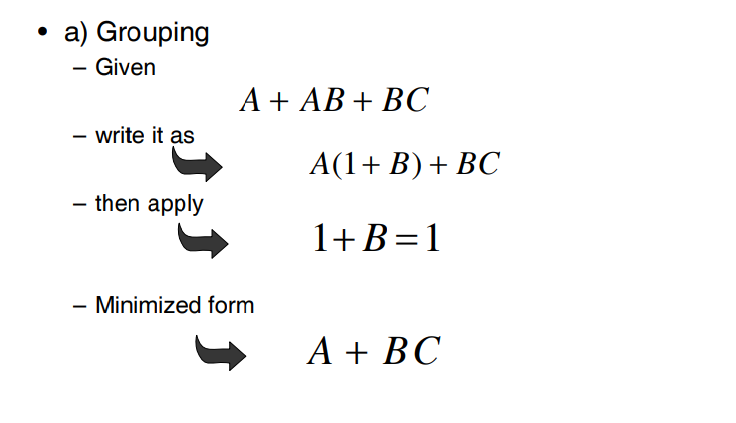 • a) Grouping
– Given
A + AB + BC
– write it as
A(1+ B) + BC
– then apply
1+B=1
– Minimized form
A + BC